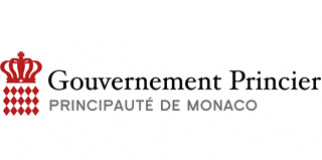 Gouvernement Princier
PRINCIPAUTÉ DE MONACO